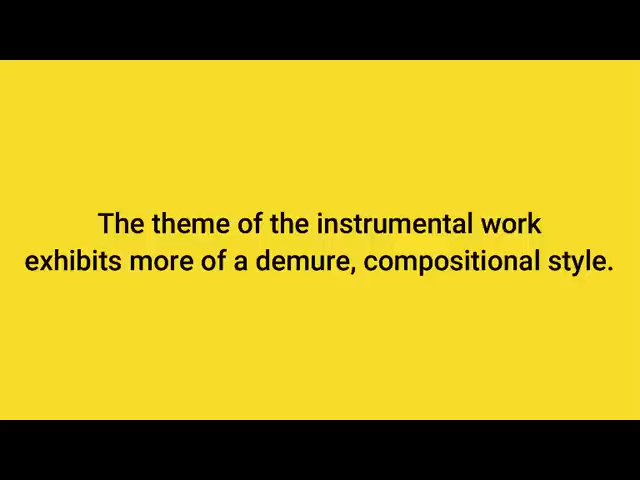 The theme of the instrumental work
exhibits more of a demure, compositional style.